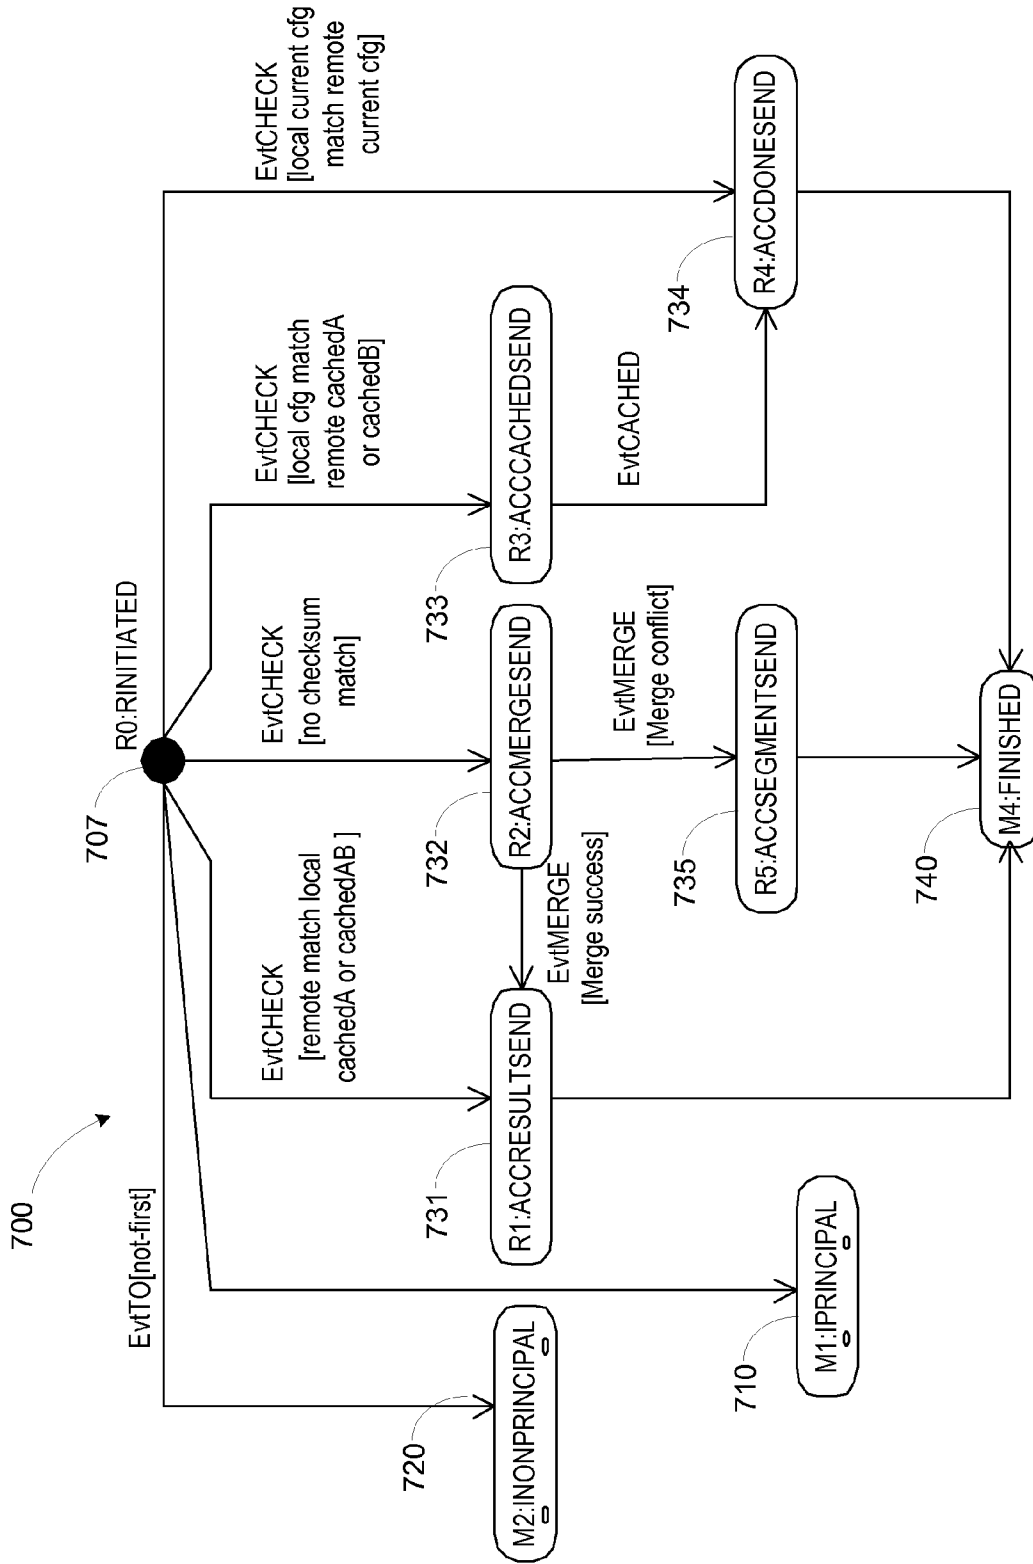 700
EvtTO[not-first]
707
R0:RINITIATED
EvtCHECK
[remote match local
cachedA or cachedAB ]
EvtCHECK
[no checksum
match]
EvtCHECK
[local cfg match
remote cachedA
or cachedB]
EvtCHECK
[local current cfg
match remote
current cfg]
720
M2:INONPRINCIPAL
731
R1:ACCRESULTSEND
732
R2:ACCMERGESEND
733
R3:ACCCACHEDSEND
EvtMERGE
[Merge success]
EvtMERGE
[Merge conflict]
EvtCACHED
710
M1:IPRINCIPAL
735
R5:ACCSEGMENTSEND
734
R4:ACCDONESEND
740
M4:FINISHED